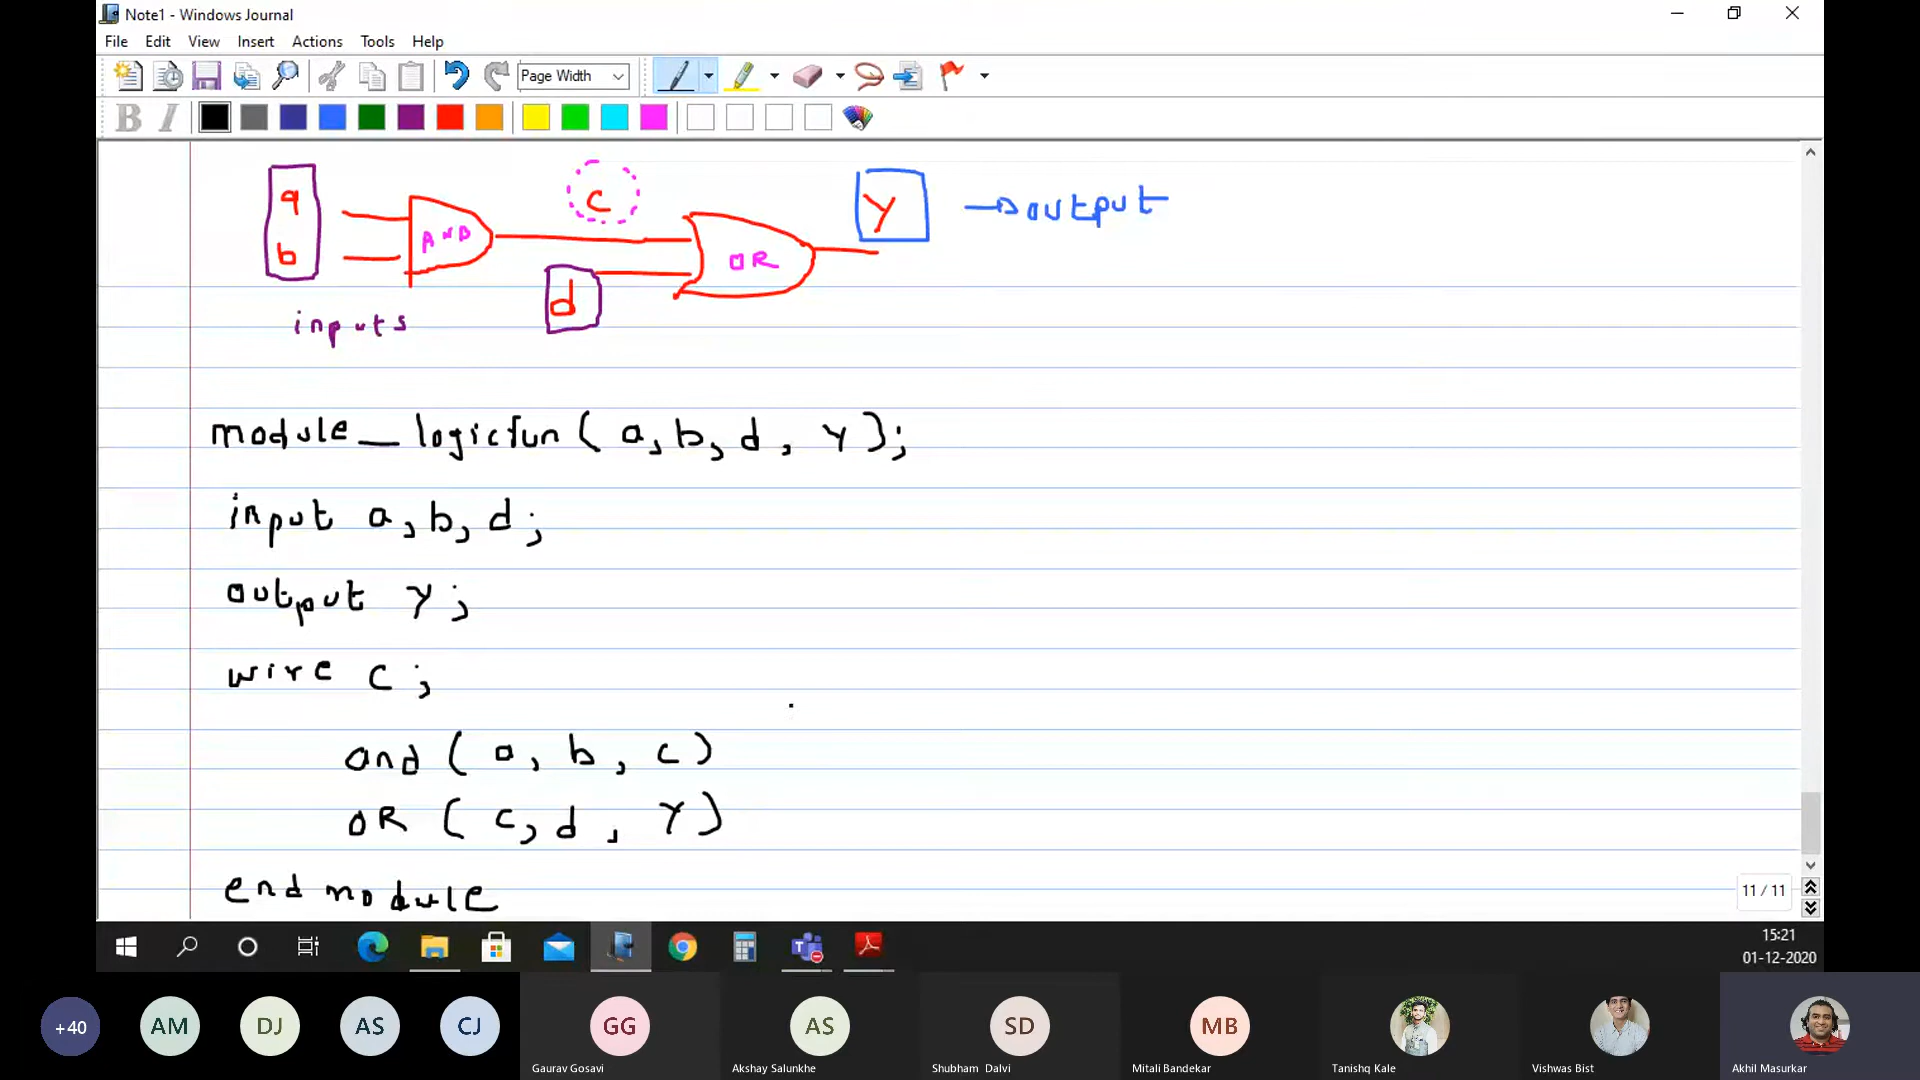 Note1 - Windows Journal
File Edit View Insert Actions Tools Help
Page Width
B I
a
b
AND
C
d
OR
Y
output
inputs
module_logicfun ( a, b, d, Y );
input a, b, d;
output Y;
wire C;
and ( a, b, c )
OR ( c, d, Y )
end module
11 / 11
15:21
01-12-2020
+40 AM DJ AS CJ GG AS SD MB
Gaurav Gosavi Akshay Salunkhe Shubham Dalvi Mitali Bandekar Tanishq Kale Vishwas Bist Akhil Masurkar